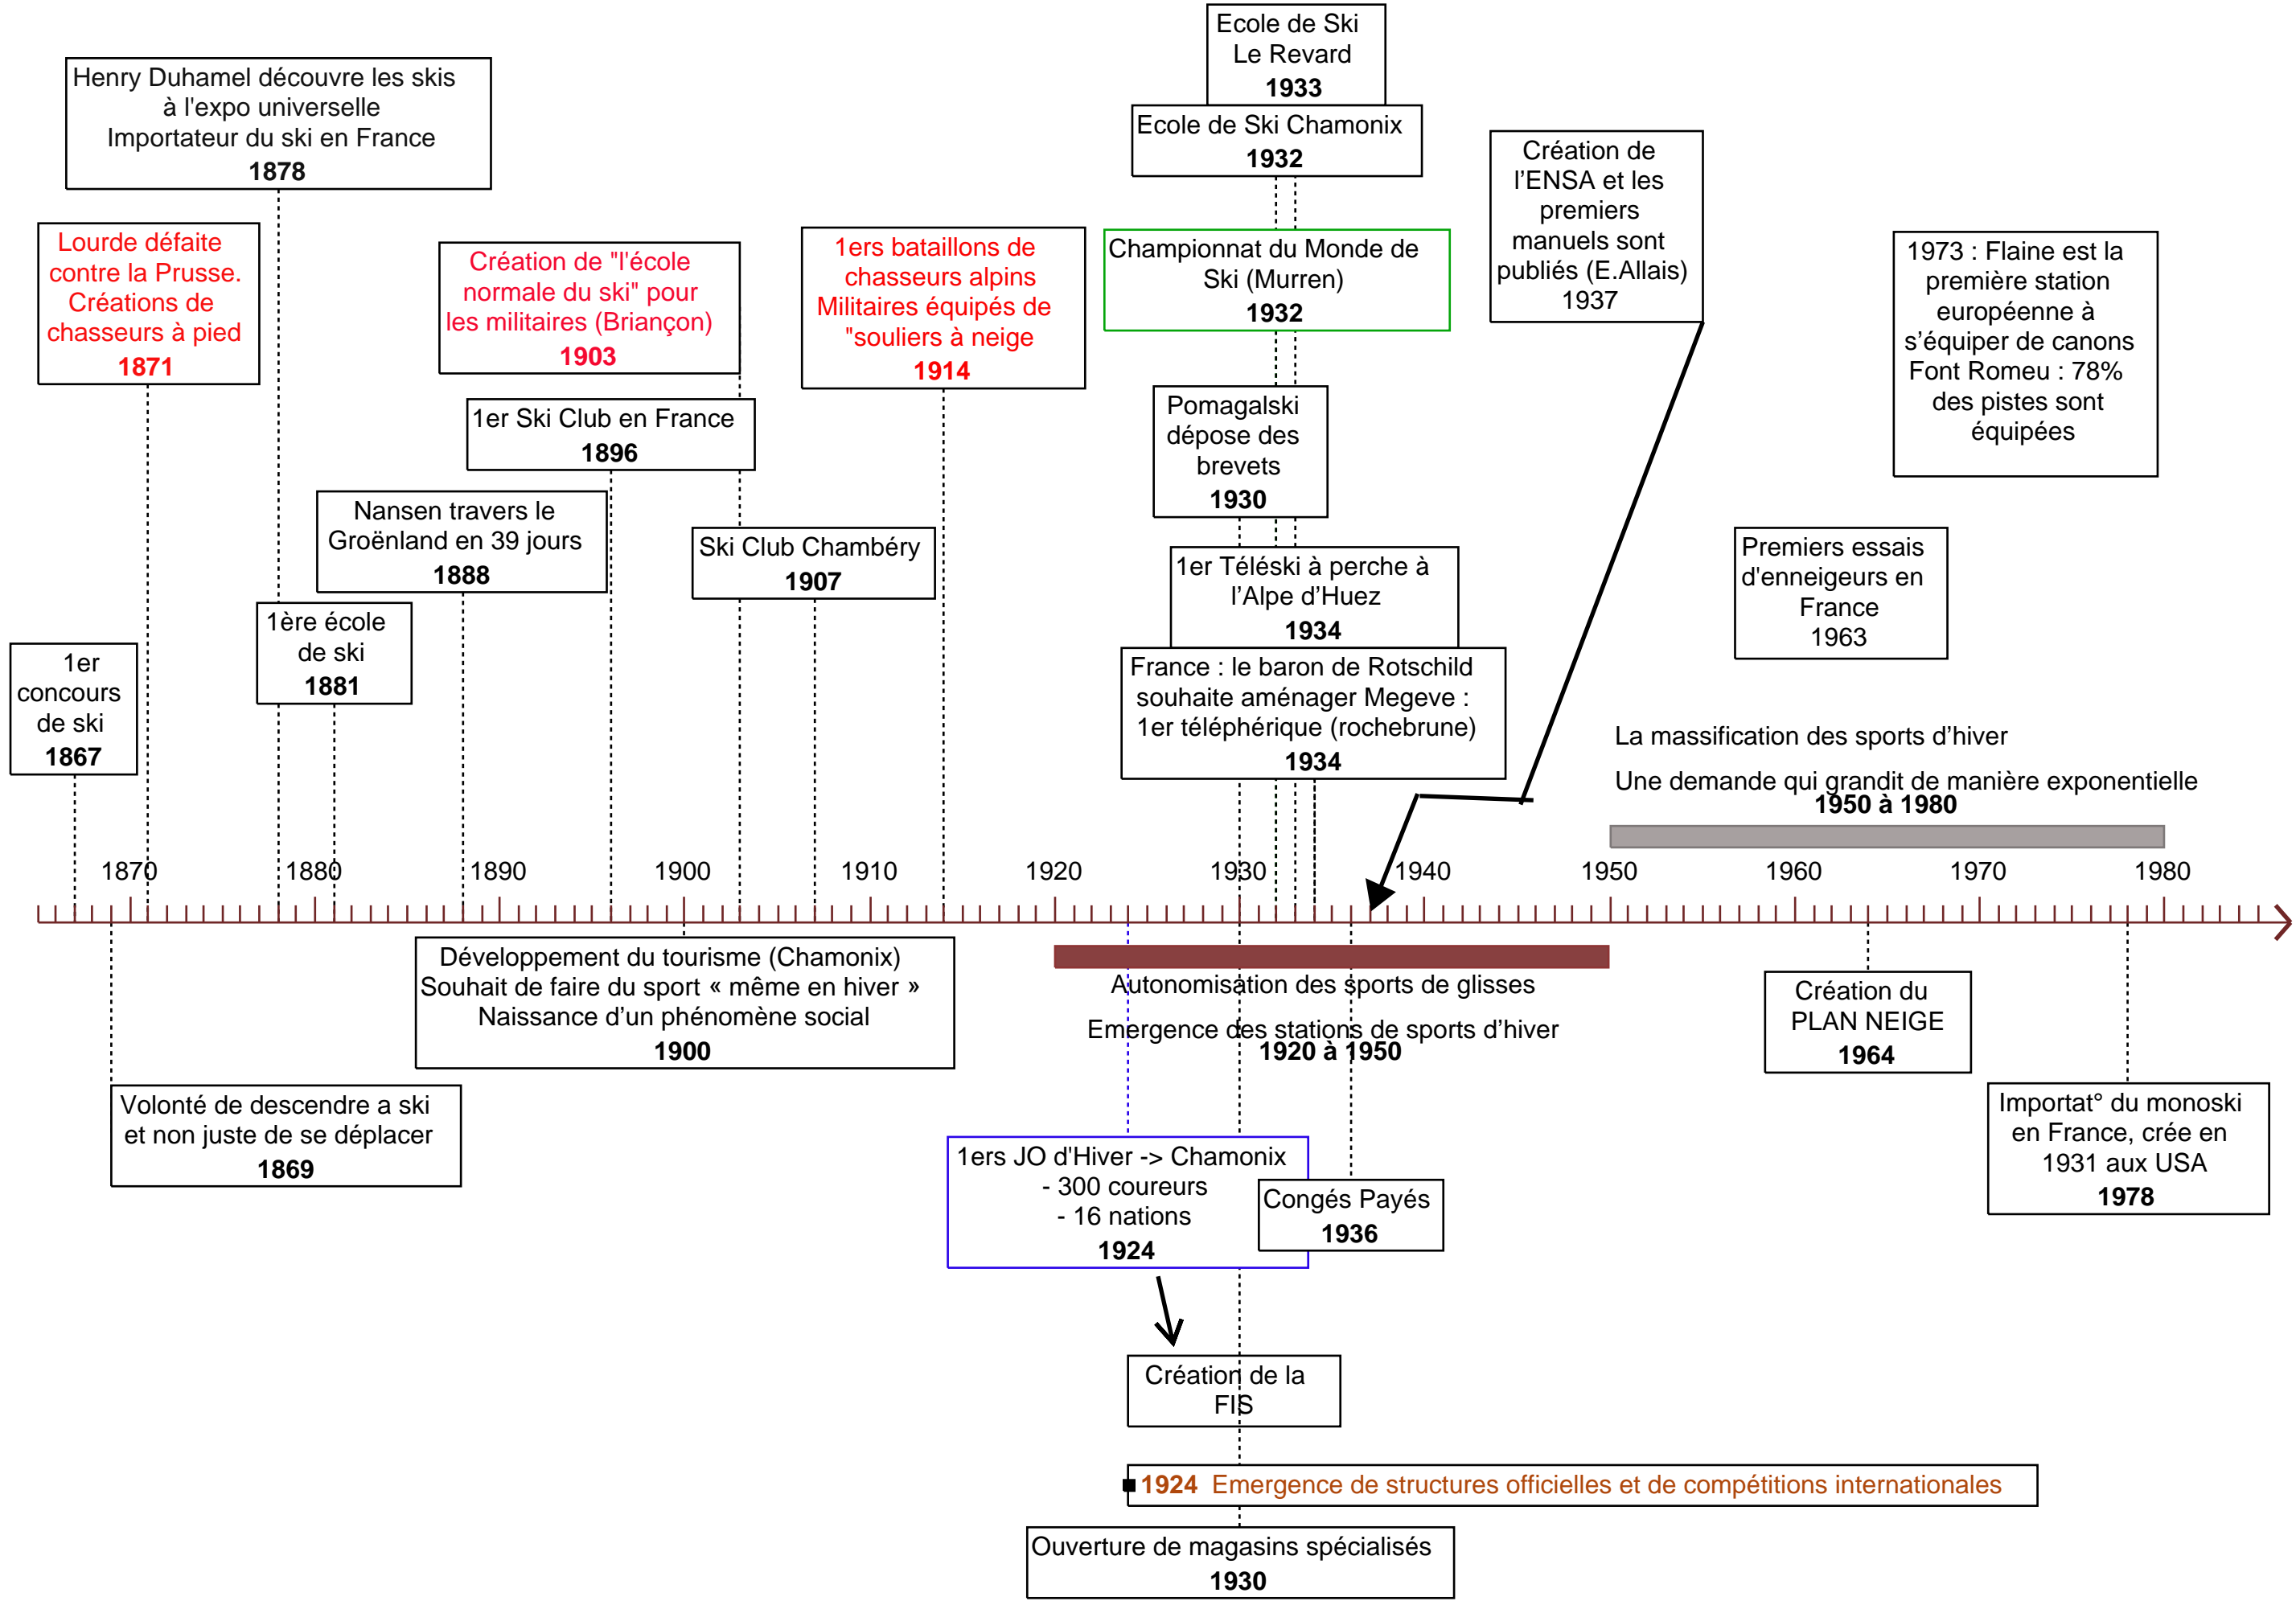 Ecole de Ski
Le Revard
1933
Henry Duhamel découvre les skis
à l'expo universelle
Importateur du ski en France
1878
Ecole de Ski Chamonix
1932
Création de
l’ENSA et les
premiers
manuels sont
publiés (E.Allais)
1937
Lourde défaite
contre la Prusse.
Créations de
chasseurs à pied
1871
Création de "l'école
normale du ski" pour
les militaires (Briançon)
1903
1ers bataillons de
chasseurs alpins
Militaires équipés de
"souliers à neige
1914
Championnat du Monde de
Ski (Murren)
1932
1973 : Flaine est la
première station
européenne à
s’équiper de canons
Font Romeu : 78%
des pistes sont
équipées
1er Ski Club en France
1896
Pomagalski
dépose des
brevets
1930
Nansen travers le
Groënland en 39 jours
1888
Ski Club Chambéry
1907
1er Téléski à perche à
l’Alpe d’Huez
1934
Premiers essais
d'enneigeurs en
France
1963
1ère école
de ski
1881
1er
concours
de ski
1867
France : le baron de Rotschild
souhaite aménager Megeve :
1er téléphérique (rochebrune)
1934
La massification des sports d’hiver
Une demande qui grandit de manière exponentielle
1950 à 1980
1870 1880 1890 1900 1910 1920 1930 1940 1950 1960 1970 1980
Développement du tourisme (Chamonix)
Souhait de faire du sport « même en hiver »
Naissance d’un phénomène social
1900
Autonomisation des sports de glisses
Emergence des stations de sports d’hiver
1920 à 1950
Création du
PLAN NEIGE
1964
Volonté de descendre a ski
et non juste de se déplacer
1869
Importat° du monoski
en France, crée en
1931 aux USA
1978
1ers JO d'Hiver -> Chamonix
- 300 coureurs
- 16 nations
1924
Congés Payés
1936
Création de la
FIS
1924 Emergence de structures officielles et de compétitions internationales
Ouverture de magasins spécialisés
1930